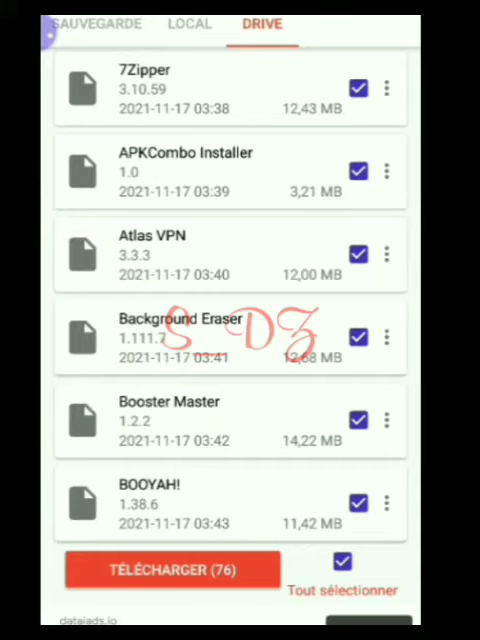 SAUVEGARDE LOCAL DRIVE
7Zipper
3.10.59
2021-11-17 03:38 12,43 MB
APKCombo Installer
1.0
2021-11-17 03:39 3,21 MB
Atlas VPN
3.3.3
2021-11-17 03:40 12,00 MB
Background Eraser
1.111.7
S_DZ
2021-11-17 03:41 12,68 MB
Booster Master
1.2.2
2021-11-17 03:42 14,22 MB
BOOYAH!
1.38.6
2021-11-17 03:43 11,42 MB
TÉLÉCHARGER (76)
Tout sélectionner